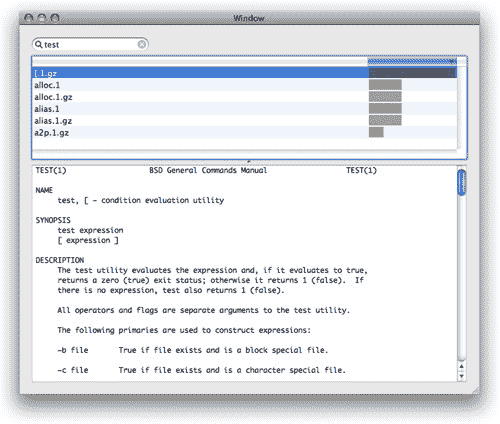 Window
test
[.1.gz
alloc.1
alloc.1.gz
alias.1
alias.1.gz
a2p.1.gz
TEST(1) BSD General Commands Manual TEST(1)
NAME
test, [ – condition evaluation utility
SYNOPSIS
test expression
[ expression ]
DESCRIPTION
The test utility evaluates the expression and, if it evaluates to true,
returns a zero (true) exit status; otherwise it returns 1 (false). If
there is no expression, test also returns 1 (false).
All operators and flags are separate arguments to the test utility.
The following primaries are used to construct expressions:
–b file True if file exists and is a block special file.
–c file True if file exists and is a character special file.